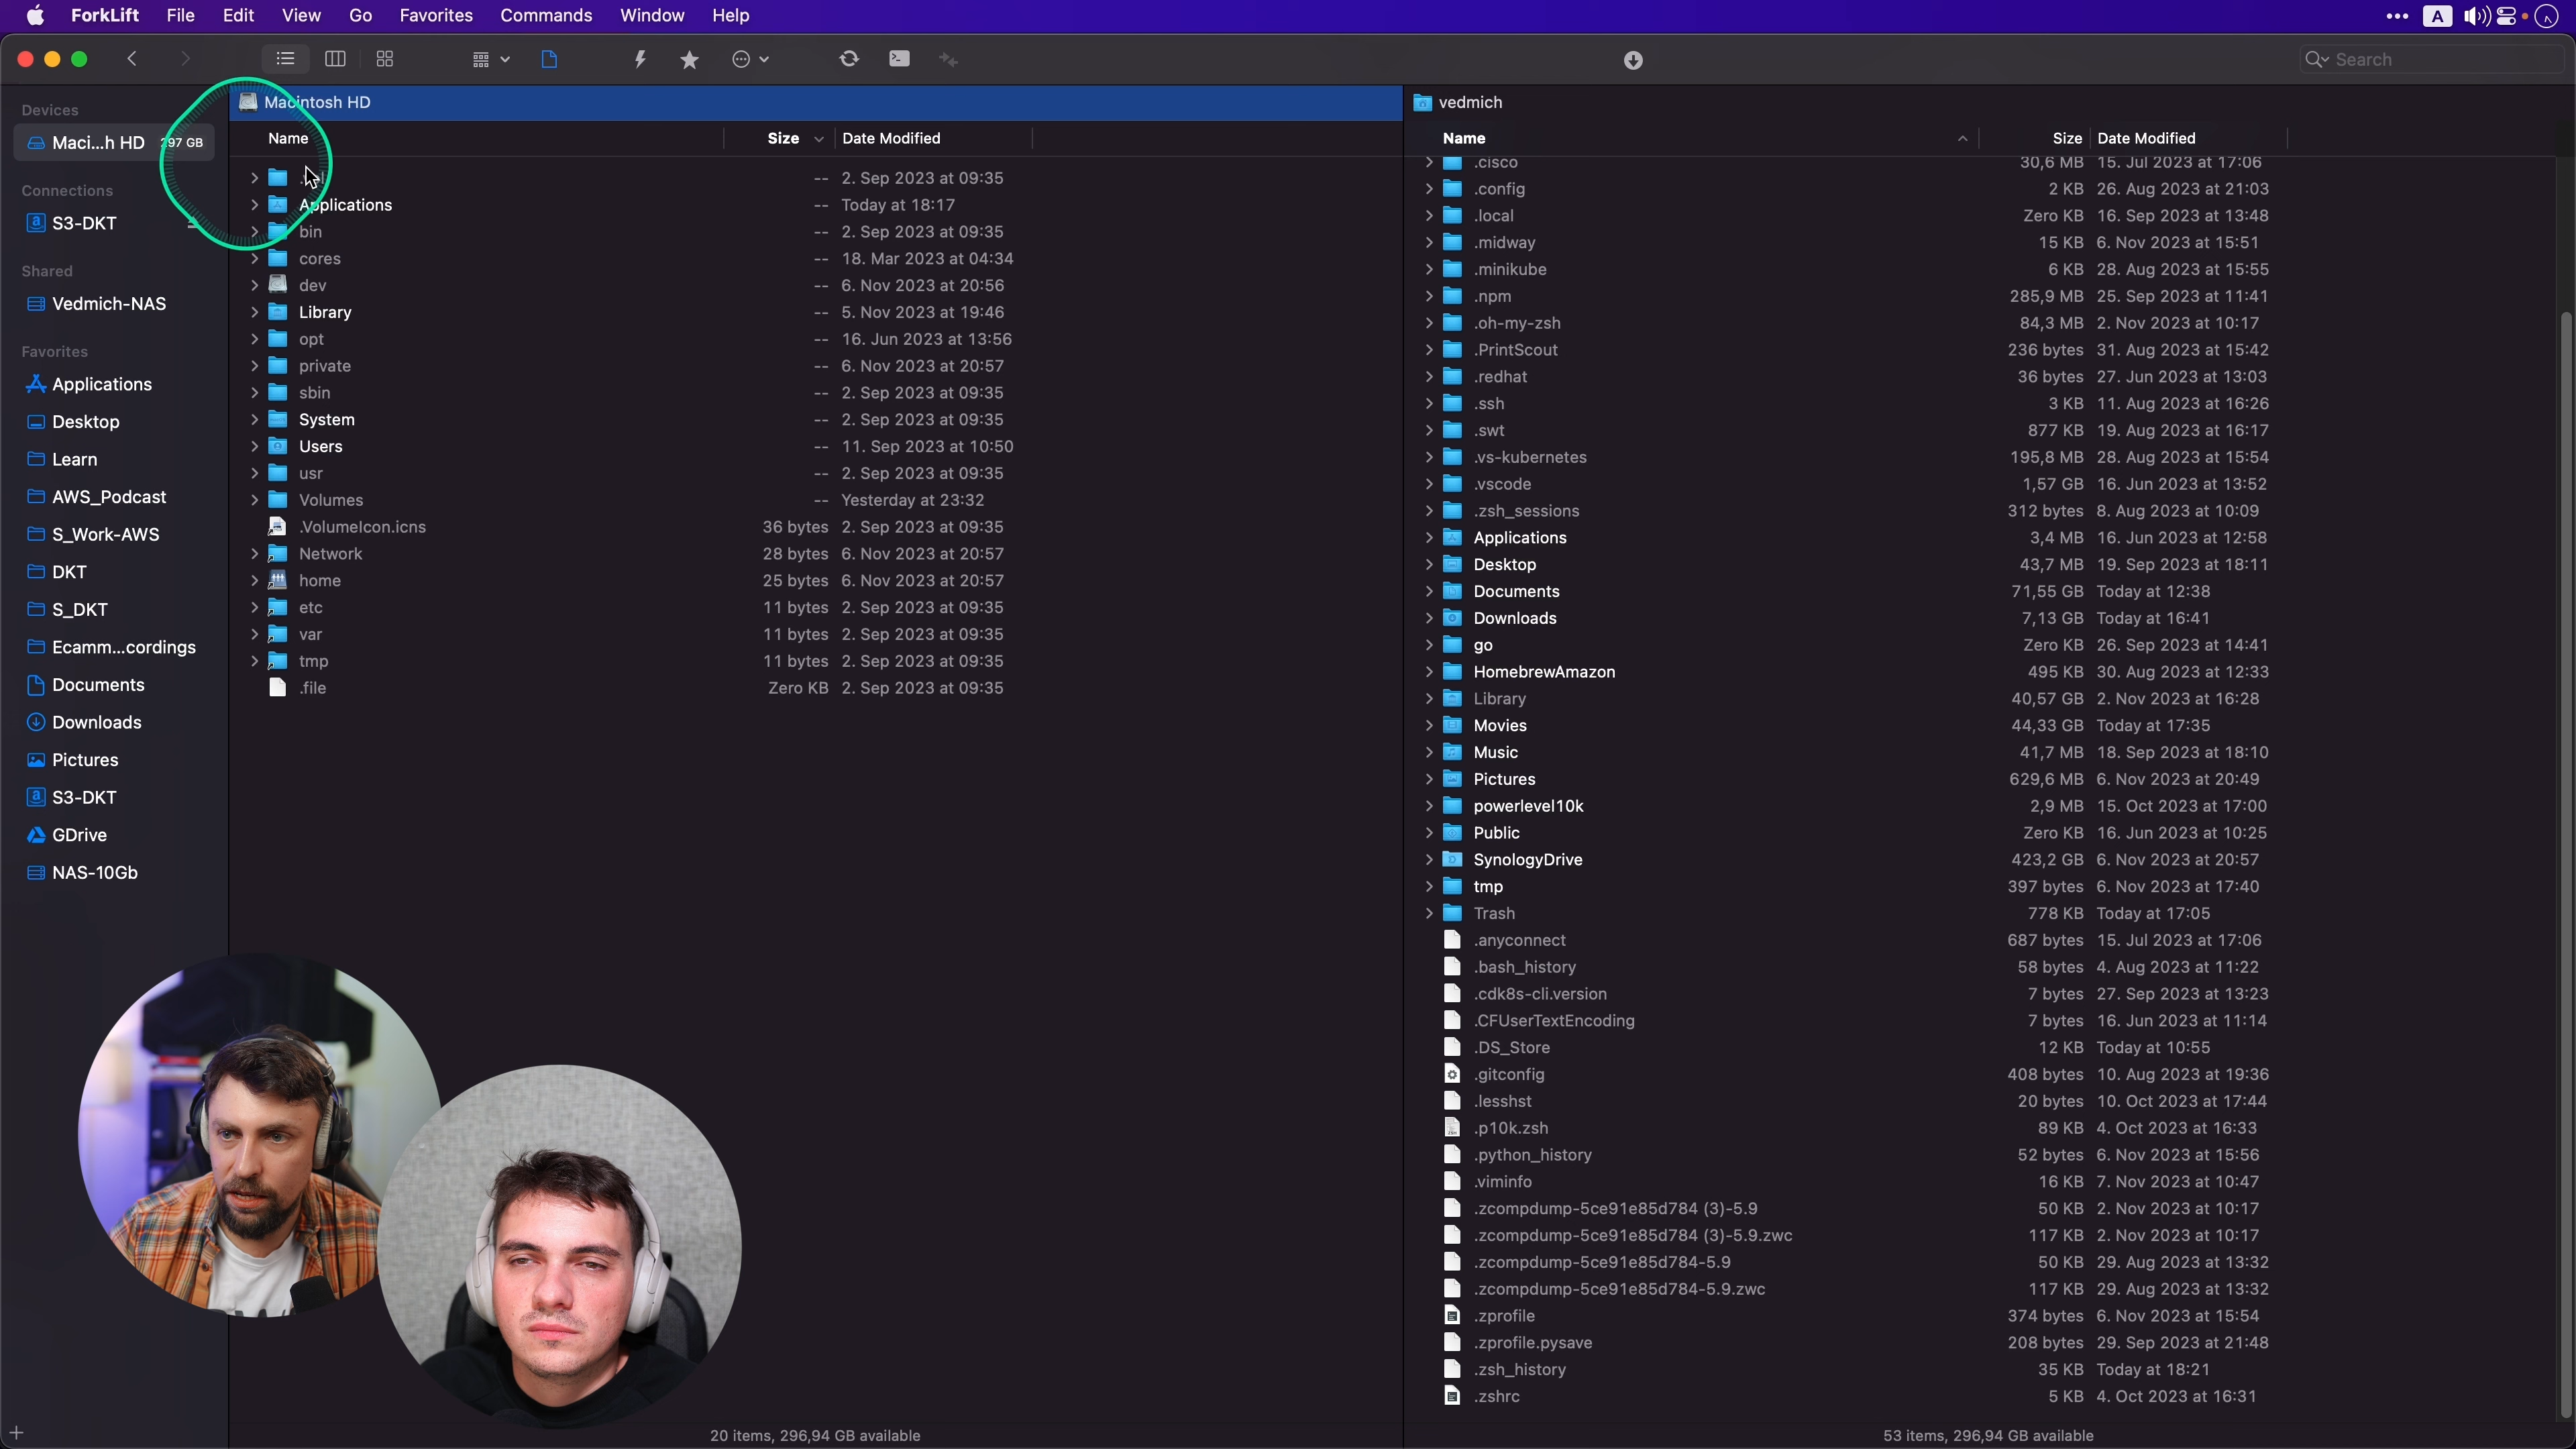 ForkLift File Edit View Go Favorites Commands Window Help
A
Search
Devices
Maci...h HD 297 GB
Connections
S3-DKT
Shared
Vedmich-NAS
Favorites
Applications
Desktop
Learn
AWS_Podcast
S_Work-AWS
DKT
S_DKT
Ecamm...cordings
Documents
Downloads
Pictures
S3-DKT
GDrive
NAS-10Gb
Macintosh HD
Name Size Date Modified
-- 2. Sep 2023 at 09:35
Applications -- Today at 18:17
bin -- 2. Sep 2023 at 09:35
cores -- 18. Mar 2023 at 04:34
dev -- 6. Nov 2023 at 20:56
Library -- 5. Nov 2023 at 19:46
opt -- 16. Jun 2023 at 13:56
private -- 6. Nov 2023 at 20:57
sbin -- 2. Sep 2023 at 09:35
System -- 2. Sep 2023 at 09:35
Users -- 11. Sep 2023 at 10:50
usr -- 2. Sep 2023 at 09:35
Volumes -- Yesterday at 23:32
.VolumeIcon.icns 36 bytes 2. Sep 2023 at 09:35
Network 28 bytes 6. Nov 2023 at 20:57
home 25 bytes 6. Nov 2023 at 20:57
etc 11 bytes 2. Sep 2023 at 09:35
var 11 bytes 2. Sep 2023 at 09:35
tmp 11 bytes 2. Sep 2023 at 09:35
.file Zero KB 2. Sep 2023 at 09:35
20 items, 296,94 GB available
vedmich
Name Size Date Modified
.cisco 30,6 MB 15. Jul 2023 at 17:06
.config 2 KB 26. Aug 2023 at 21:03
.local Zero KB 16. Sep 2023 at 13:48
.midway 15 KB 6. Nov 2023 at 15:51
.minikube 6 KB 28. Aug 2023 at 15:55
.npm 285,9 MB 25. Sep 2023 at 11:41
.oh-my-zsh 84,3 MB 2. Nov 2023 at 10:17
.PrintScout 236 bytes 31. Aug 2023 at 15:42
.redhat 36 bytes 27. Jun 2023 at 13:03
.ssh 3 KB 11. Aug 2023 at 16:26
.swt 877 KB 19. Aug 2023 at 16:17
.vs-kubernetes 195,8 MB 28. Aug 2023 at 15:54
.vscode 1,57 GB 16. Jun 2023 at 13:52
.zsh_sessions 312 bytes 8. Aug 2023 at 10:09
Applications 3,4 MB 16. Jun 2023 at 12:58
Desktop 43,7 MB 19. Sep 2023 at 18:11
Documents 71,55 GB Today at 12:38
Downloads 7,13 GB Today at 16:41
go Zero KB 26. Sep 2023 at 14:41
HomebrewAmazon 495 KB 30. Aug 2023 at 12:33
Library 40,57 GB 2. Nov 2023 at 16:28
Movies 44,33 GB Today at 17:35
Music 41,7 MB 18. Sep 2023 at 18:10
Pictures 629,6 MB 6. Nov 2023 at 20:49
powerlevel10k 2,9 MB 15. Oct 2023 at 17:00
Public Zero KB 16. Jun 2023 at 10:25
SynologyDrive 423,2 GB 6. Nov 2023 at 20:57
tmp 397 bytes 6. Nov 2023 at 17:40
Trash 778 KB Today at 17:05
.anyconnect 687 bytes 15. Jul 2023 at 17:06
.bash_history 58 bytes 4. Aug 2023 at 11:22
.cdk8s-cli.version 7 bytes 27. Sep 2023 at 13:23
.CFUserTextEncoding 7 bytes 16. Jun 2023 at 11:14
.DS_Store 12 KB Today at 10:55
.gitconfig 408 bytes 10. Aug 2023 at 19:36
.lesshst 20 bytes 10. Oct 2023 at 17:44
.p10k.zsh 89 KB 4. Oct 2023 at 16:33
.python_history 52 bytes 6. Nov 2023 at 15:56
.viminfo 16 KB 7. Nov 2023 at 10:47
.zcompdump-5ce91e85d784 (3)-5.9 50 KB 2. Nov 2023 at 10:17
.zcompdump-5ce91e85d784 (3)-5.9.zwc 117 KB 2. Nov 2023 at 10:17
.zcompdump-5ce91e85d784-5.9 50 KB 29. Aug 2023 at 13:32
.zcompdump-5ce91e85d784-5.9.zwc 117 KB 29. Aug 2023 at 13:32
.zprofile 374 bytes 6. Nov 2023 at 15:54
.zprofile.pysave 208 bytes 29. Sep 2023 at 21:48
.zsh_history 35 KB Today at 18:21
.zshrc 5 KB 4. Oct 2023 at 16:31
53 items, 296,94 GB available